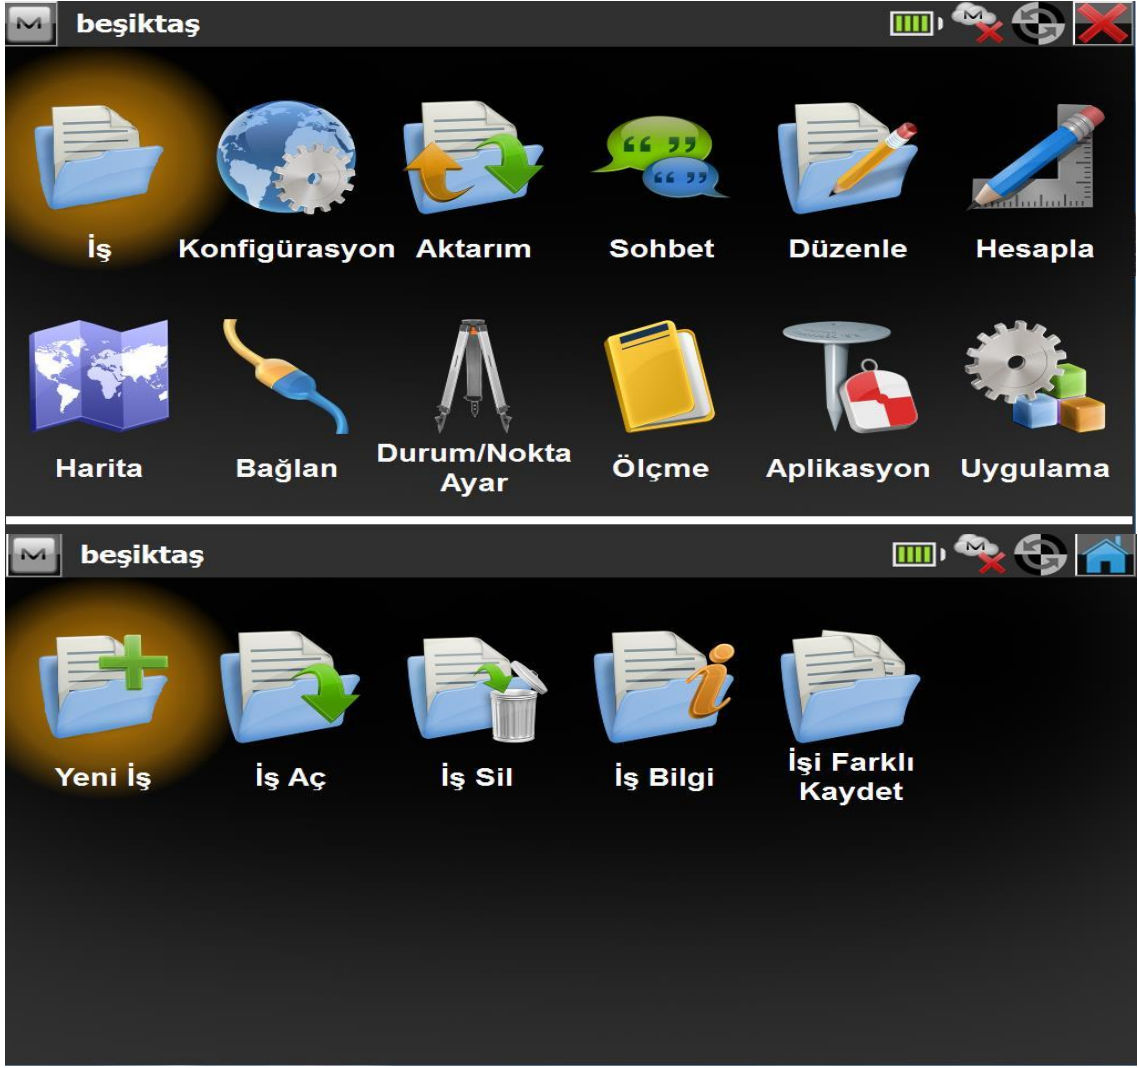 beşiktaş
İş
Konfigürasyon
Aktarım
Sohbet
Düzenle
Hesapla
Harita
Bağlan
Durum/Nokta
Ayar
Ölçme
Aplikasyon
Uygulama
beşiktaş
Yeni İş
İş Aç
İş Sil
İş Bilgi
İşi Farklı
Kaydet